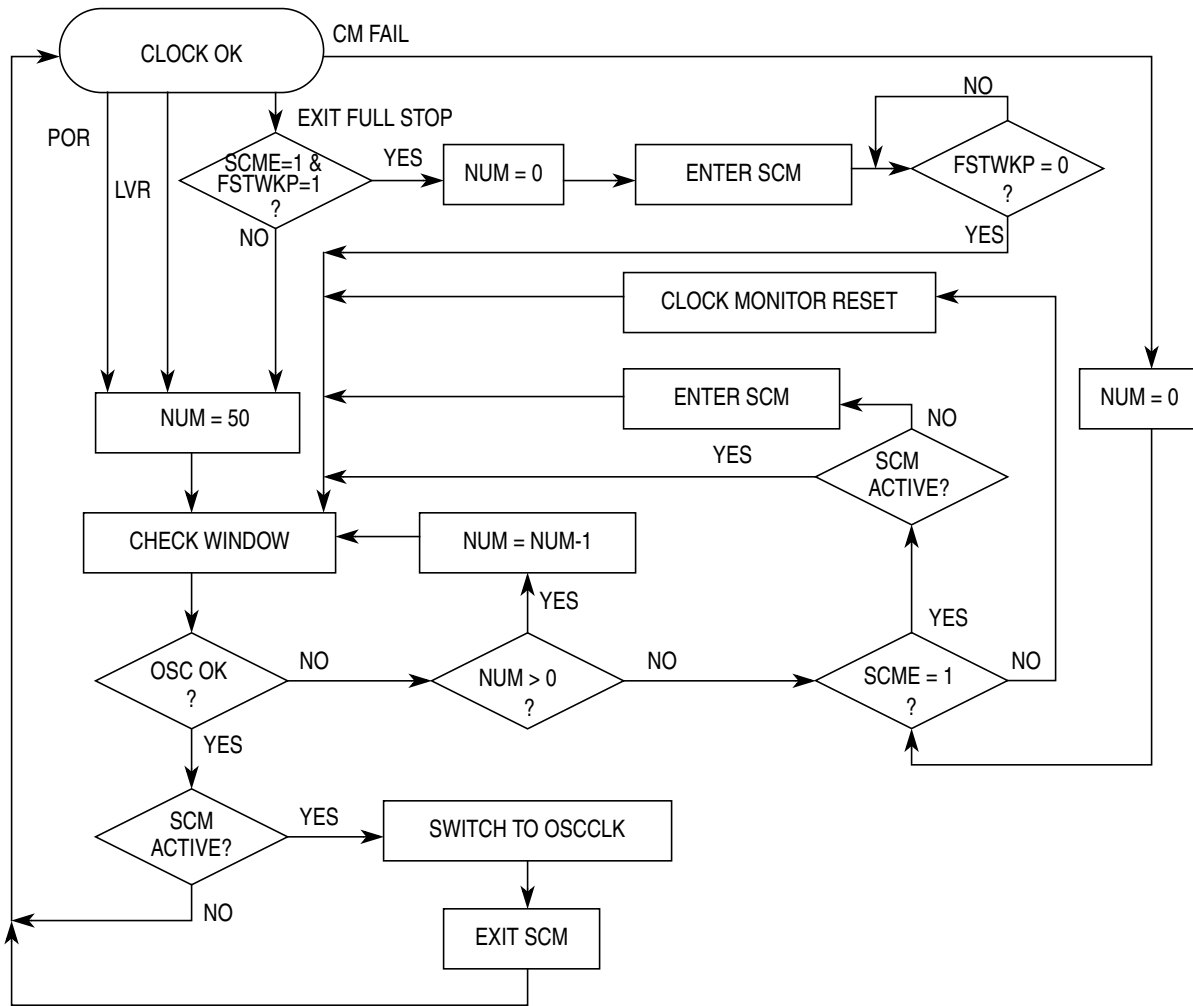 CM FAIL
CLOCK OK
NO
EXIT FULL STOP
POR
SCME=1 &
FSTWKP=1
?
YES
NUM = 0
ENTER SCM
FSTWKP = 0
?
LVR
NO
YES
CLOCK MONITOR RESET
ENTER SCM
NUM = 0
NUM = 50
NO
YES
SCM
ACTIVE?
CHECK WINDOW
NUM = NUM-1
YES
YES
OSC OK
?
NO
NUM > 0
?
NO
SCME = 1
?
NO
YES
SCM
ACTIVE?
YES
SWITCH TO OSCCLK
NO
EXIT SCM